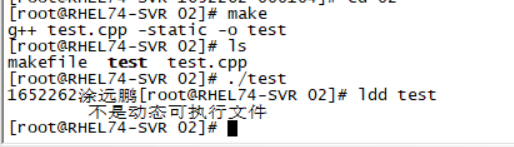 [root@RHEL74-SVR 02]# make
g++ test.cpp -static -o test
[root@RHEL74-SVR 02]# ls
makefile test test.cpp
[root@RHEL74-SVR 02]# ./test
1652262涂远鹏[root@RHEL74-SVR 02]# ldd test
不是动态可执行文件
[root@RHEL74-SVR 02]#